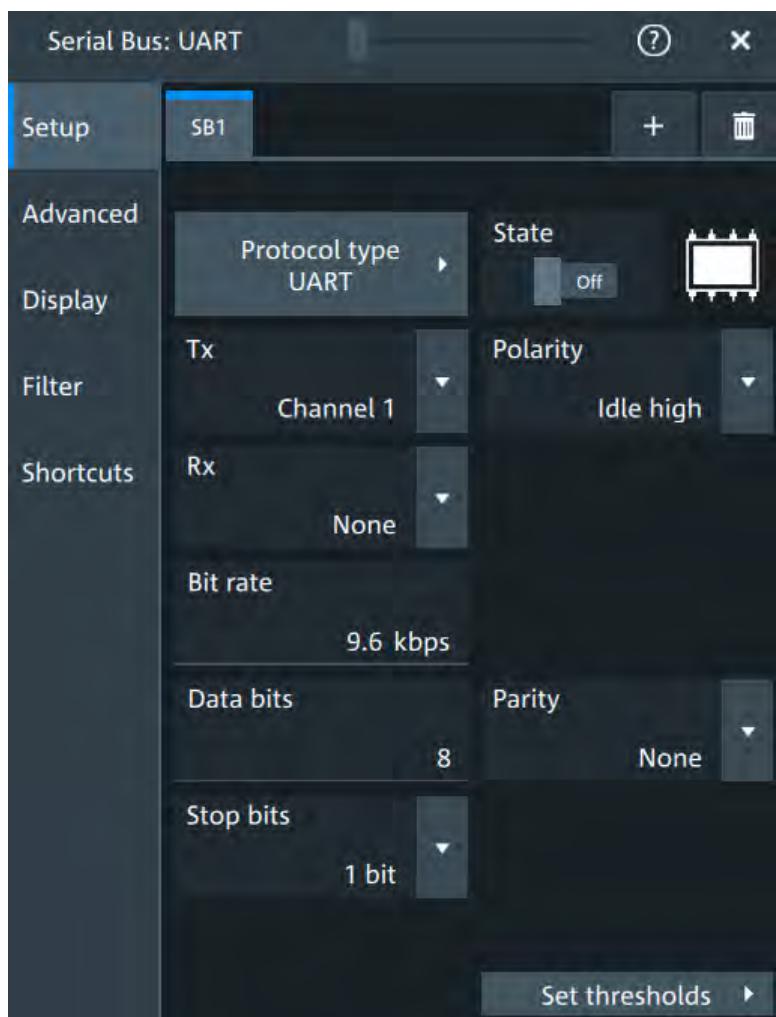 Serial Bus: UART
?
Setup
SB1
+
Advanced
Protocol type
UART
State
Off
Display
Tx
Channel 1
Polarity
Idle high
Filter
Rx
None
Shortcuts
Bit rate
9.6 kbps
Data bits
8
Parity
None
Stop bits
1 bit
Set thresholds